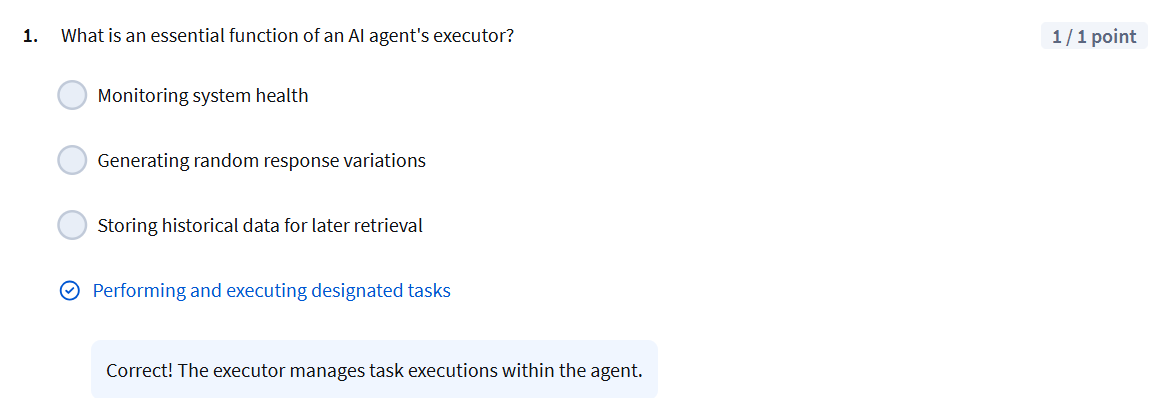 1. What is an essential function of an AI agent's executor?
1 / 1 point
Monitoring system health
Generating random response variations
Storing historical data for later retrieval
Performing and executing designated tasks
Correct! The executor manages task executions within the agent.